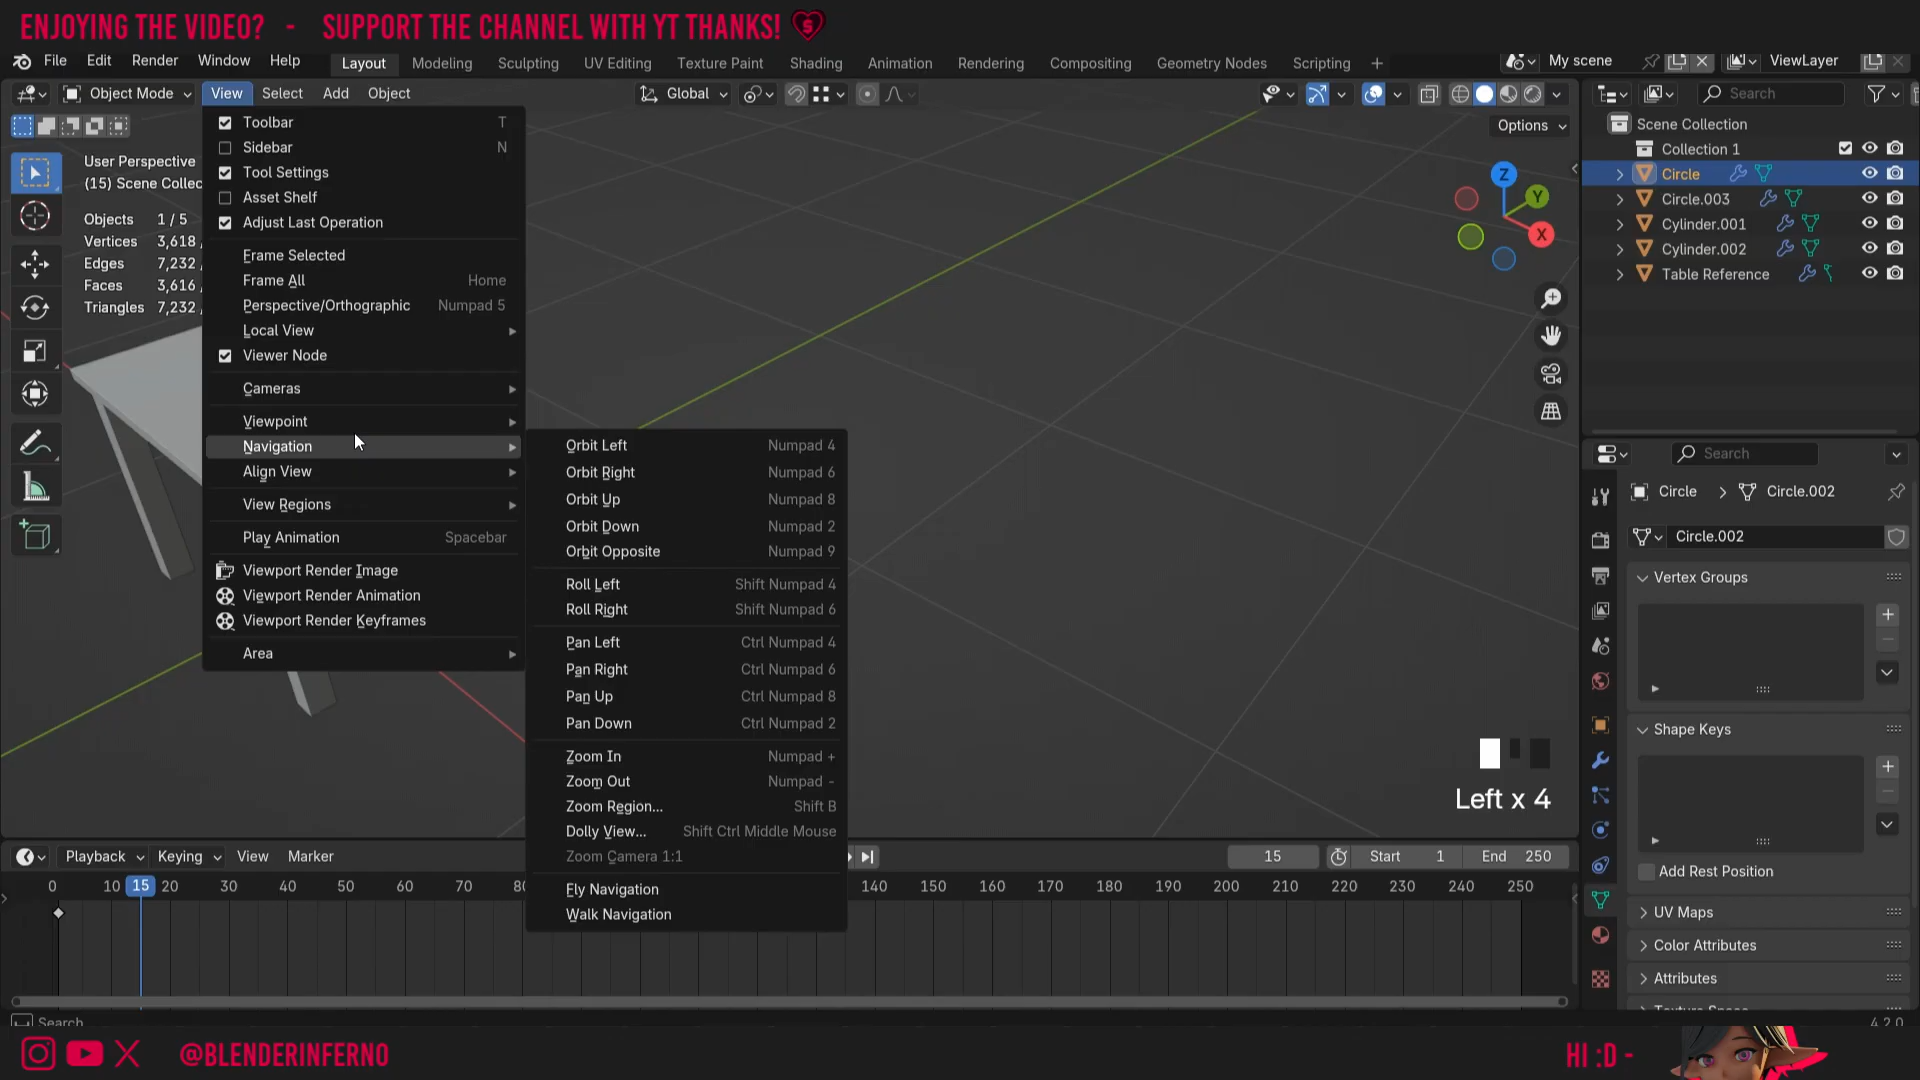 ENJOYING THE VIDEO? - SUPPORT THE CHANNEL WITH YT THANKS!
File Edit Render Window Help Layout Modeling Sculpting UV Editing Texture Paint Shading Animation Rendering Compositing Geometry Nodes Scripting + My scene ViewLayer
Object Mode View Select Add Object Global Search
Options
User Perspective
(15) Scene Collec
Objects 1 / 5
Vertices 3,618
Edges 7,232
Faces 3,616
Triangles 7,232
Toolbar T
Sidebar N
Tool Settings
Asset Shelf
Adjust Last Operation
Frame Selected
Frame All Home
Perspective/Orthographic Numpad 5
Local View
Viewer Node
Cameras
Viewpoint
Navigation
Align View
View Regions
Play Animation Spacebar
Viewport Render Image
Viewport Render Animation
Viewport Render Keyframes
Area
Orbit Left Numpad 4
Orbit Right Numpad 6
Orbit Up Numpad 8
Orbit Down Numpad 2
Orbit Opposite Numpad 9
Roll Left Shift Numpad 4
Roll Right Shift Numpad 6
Pan Left Ctrl Numpad 4
Pan Right Ctrl Numpad 6
Pan Up Ctrl Numpad 8
Pan Down Ctrl Numpad 2
Zoom In Numpad +
Zoom Out Numpad -
Zoom Region... Shift B
Dolly View... Shift Ctrl Middle Mouse
Zoom Camera 1:1
Fly Navigation
Walk Navigation
Z
Y
X
Left x 4
Scene Collection
Collection 1
Circle
Circle.003
Cylinder.001
Cylinder.002
Table Reference
Search
Circle > Circle.002
Circle.002
Vertex Groups
Shape Keys
Add Rest Position
UV Maps
Color Attributes
Attributes
Texture Space
Playback Keying View Marker 15 Start 1 End 250
0 10 15 20 30 40 50 60 70 80 140 150 160 170 180 190 200 210 220 230 240 250
Search 4.2.0
@BLENDERINFERNO HI :D -